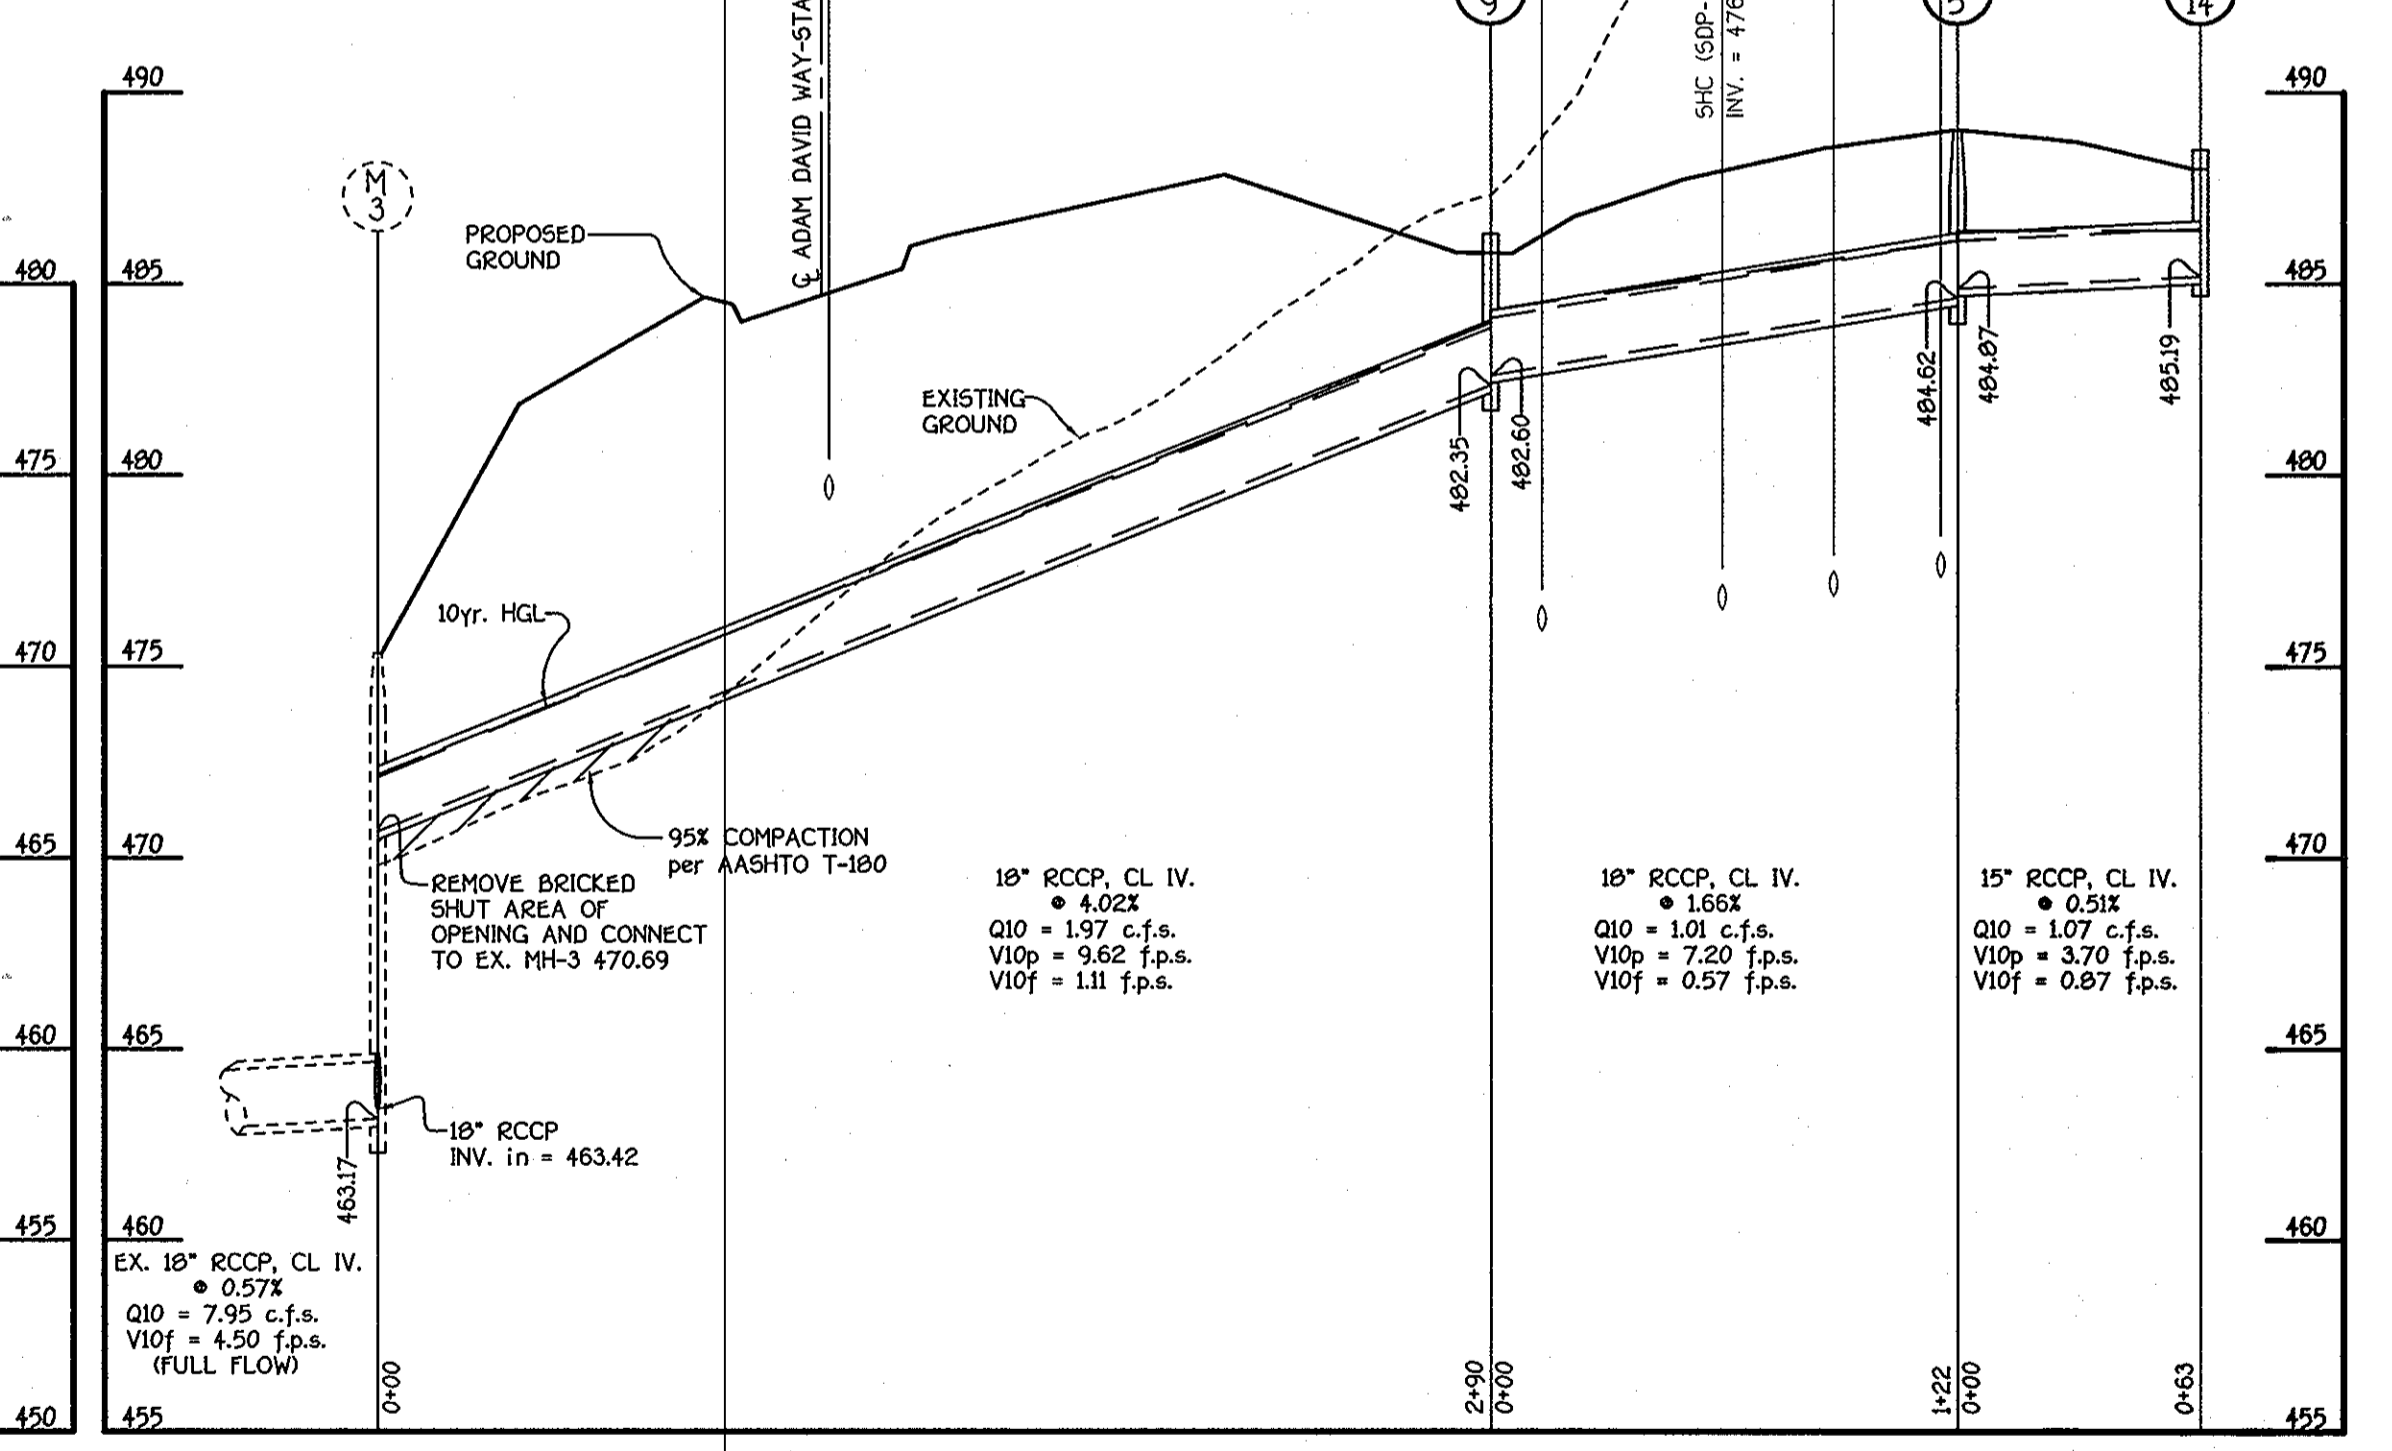 9
5
14
490
490
℄ ADAM DAVID WAY-STA
SHC (SDP-
INV. = 476
M
3
PROPOSED
GROUND
480
485
485
EXISTING
GROUND
484.62
484.87
485.19
482.35
482.60
475
480
480
10yr. HGL
470
475
475
95% COMPACTION
per AASHTO T-180
465
470
470
REMOVE BRICKED
SHUT AREA OF
OPENING AND CONNECT
TO EX. MH-3 470.69
18" RCCP, CL IV.
@ 4.02%
Q10 = 1.97 c.f.s.
V10p = 9.62 f.p.s.
V10f = 1.11 f.p.s.
18" RCCP, CL IV.
@ 1.66%
Q10 = 1.01 c.f.s.
V10p = 7.20 f.p.s.
V10f = 0.57 f.p.s.
15" RCCP, CL IV.
@ 0.51%
Q10 = 1.07 c.f.s.
V10p = 3.70 f.p.s.
V10f = 0.87 f.p.s.
460
465
465
18" RCCP
INV. in = 463.42
463.17
455
460
460
EX. 18" RCCP, CL IV.
@ 0.57%
Q10 = 7.95 c.f.s.
V10f = 4.50 f.p.s.
(FULL FLOW)
0+00
2+90
0+00
1+22
0+00
0+63
450
455
455